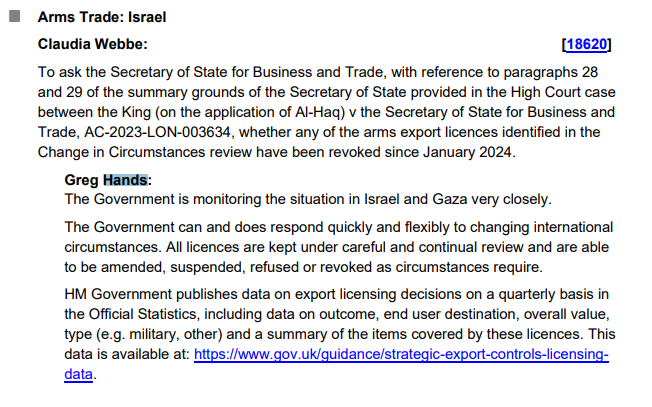 Arms Trade: Israel
Claudia Webbe: [18620]
To ask the Secretary of State for Business and Trade, with reference to paragraphs 28
and 29 of the summary grounds of the Secretary of State provided in the High Court case
between the King (on the application of Al-Haq) v the Secretary of State for Business and
Trade, AC-2023-LON-003634, whether any of the arms export licences identified in the
Change in Circumstances review have been revoked since January 2024.
Greg Hands:
The Government is monitoring the situation in Israel and Gaza very closely.
The Government can and does respond quickly and flexibly to changing international
circumstances. All licences are kept under careful and continual review and are able
to be amended, suspended, refused or revoked as circumstances require.
HM Government publishes data on export licensing decisions on a quarterly basis in
the Official Statistics, including data on outcome, end user destination, overall value,
type (e.g. military, other) and a summary of the items covered by these licences. This
data is available at: https://www.gov.uk/guidance/strategic-export-controls-licensing-
data.